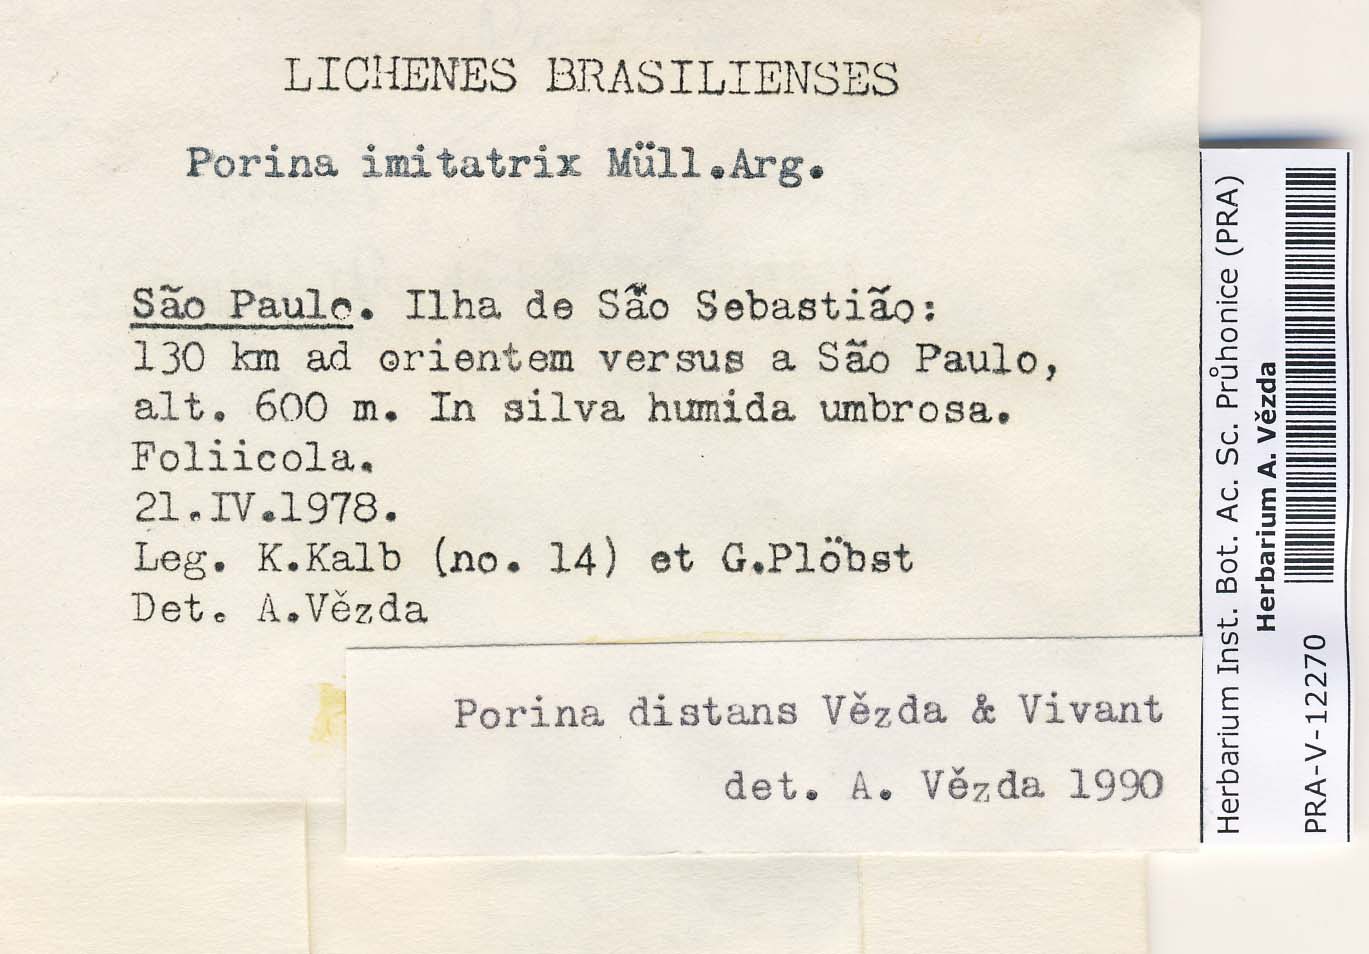 LICHENES BRASILIENSES
Porina imitatrix Müll.Arg.
São Paulo. Ilha de São Sebastião:
130 km ad orientem versus a São Paulo,
alt. 600 m. In silva humida umbrosa.
Foliicola.
21.IV.1978.
Leg. K.Kalb (no. 14) et G.Plöbst
Det. A.Vězda
Porina distans Vězda & Vivant
det. A. Vězda 1990
Herbarium Inst. Bot. Ac. Sc. Průhonice (PRA)
Herbarium A. Vězda
PRA-V-12270